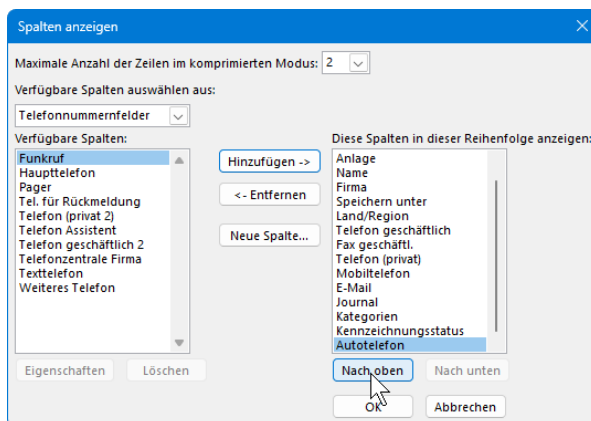 Spalten anzeigen
Maximale Anzahl der Zeilen im komprimierten Modus: 2
Verfügbare Spalten auswählen aus:
Telefonnummernfelder
Verfügbare Spalten:
Funkruf
Haupttelefon
Pager
Tel. für Rückmeldung
Telefon (privat 2)
Telefon Assistent
Telefon geschäftlich 2
Telefonzentrale Firma
Texttelefon
Weiteres Telefon
Eigenschaften
Löschen
Hinzufügen ->
<- Entfernen
Neue Spalte...
Diese Spalten in dieser Reihenfolge anzeigen:
Anlage
Name
Firma
Speichern unter
Land/Region
Telefon geschäftlich
Fax geschäftl.
Telefon (privat)
Mobiltelefon
E-Mail
Journal
Kategorien
Kennzeichnungsstatus
Autotelefon
Nach oben
Nach unten
OK
Abbrechen